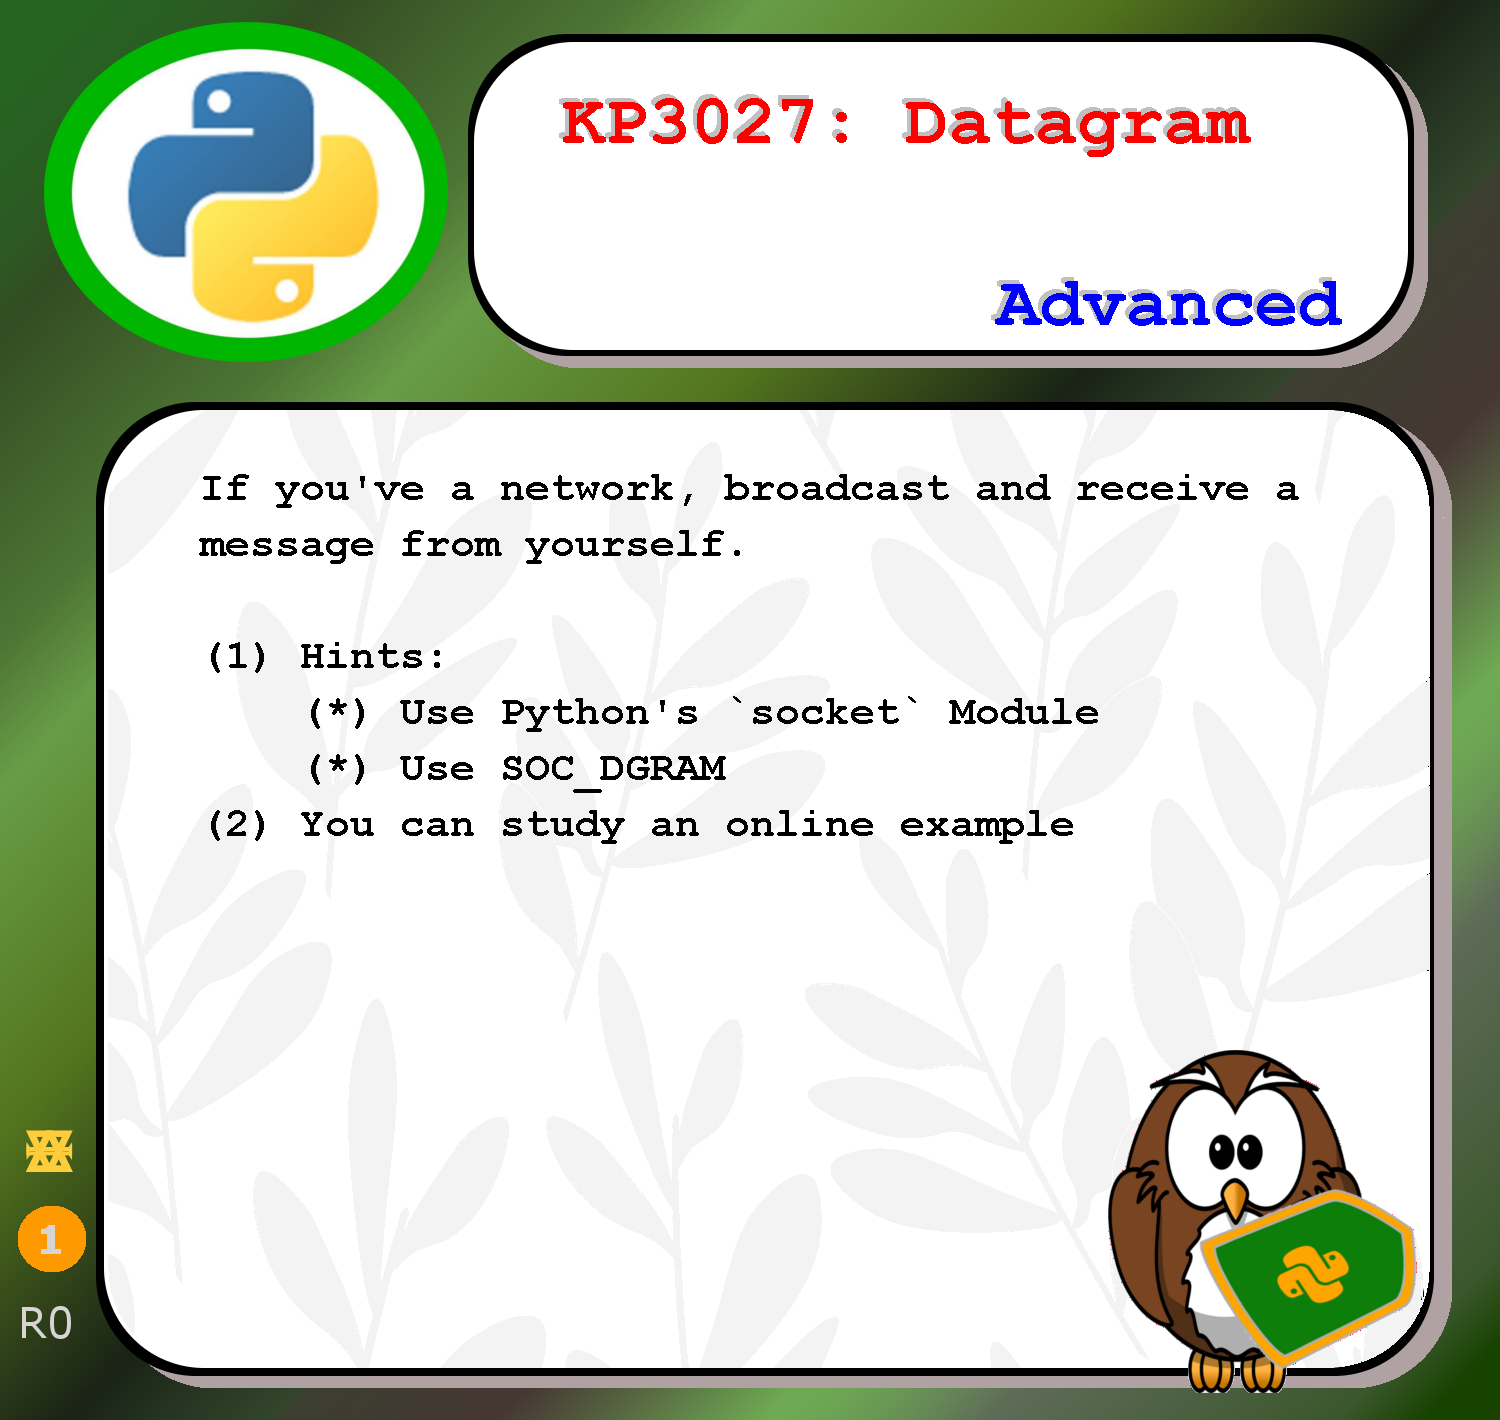 KP3027: Datagram
Advanced
If you've a network, broadcast and receive a
message from yourself.
(1) Hints:
(*) Use Python's `socket` Module
(*) Use SOC_DGRAM
(2) You can study an online example
1
R0